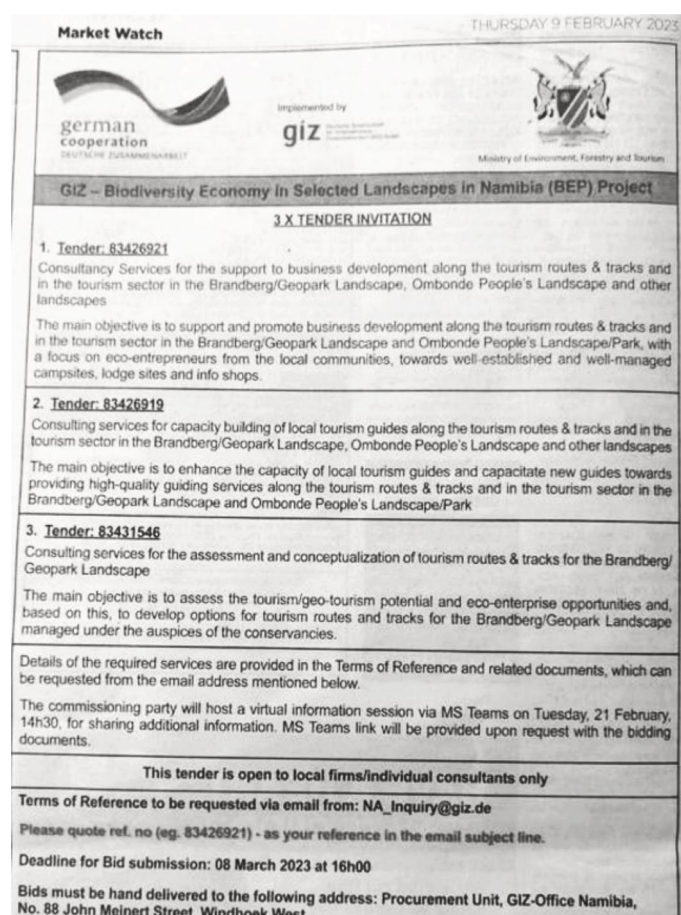 Market Watch
THURSDAY 9 FEBRUARY 2023
german
cooperation
DEUTSCHE ZUSAMMENARBEIT
Implemented by
giz
Ministry of Environment, Forestry and Tourism
GIZ – Biodiversity Economy in Selected Landscapes in Namibia (BEP) Project
3 X TENDER INVITATION
1. Tender: 83426921
Consultancy Services for the support to business development along the tourism routes & tracks and
in the tourism sector in the Brandberg/Geopark Landscape, Ombonde People's Landscape and other
landscapes
The main objective is to support and promote business development along the tourism routes & tracks and
in the tourism sector in the Brandberg/Geopark Landscape and Ombonde People's Landscape/Park, with
a focus on eco-entrepreneurs from the local communities, towards well-established and well-managed
campsites, lodge sites and info shops.
2. Tender: 83426919
Consulting services for capacity building of local tourism guides along the tourism routes & tracks and in the
tourism sector in the Brandberg/Geopark Landscape, Ombonde People's Landscape and other landscapes
The main objective is to enhance the capacity of local tourism guides and capacitate new guides towards
providing high-quality guiding services along the tourism routes & tracks and in the tourism sector in the
Brandberg/Geopark Landscape and Ombonde People's Landscape/Park
3. Tender: 83431546
Consulting services for the assessment and conceptualization of tourism routes & tracks for the Brandberg/
Geopark Landscape
The main objective is to assess the tourism/geo-tourism potential and eco-enterprise opportunities and,
based on this, to develop options for tourism routes and tracks for the Brandberg/Geopark Landscape
managed under the auspices of the conservancies.
Details of the required services are provided in the Terms of Reference and related documents, which can
be requested from the email address mentioned below.
The commissioning party will host a virtual information session via MS Teams on Tuesday, 21 February,
14h30, for sharing additional information. MS Teams link will be provided upon request with the bidding
documents.
This tender is open to local firms/individual consultants only
Terms of Reference to be requested via email from: NA_Inquiry@giz.de
Please quote ref. no (eg. 83426921) - as your reference in the email subject line.
Deadline for Bid submission: 08 March 2023 at 16h00
Bids must be hand delivered to the following address: Procurement Unit, GIZ-Office Namibia,
No. 88 John Meinert Street, Windhoek West